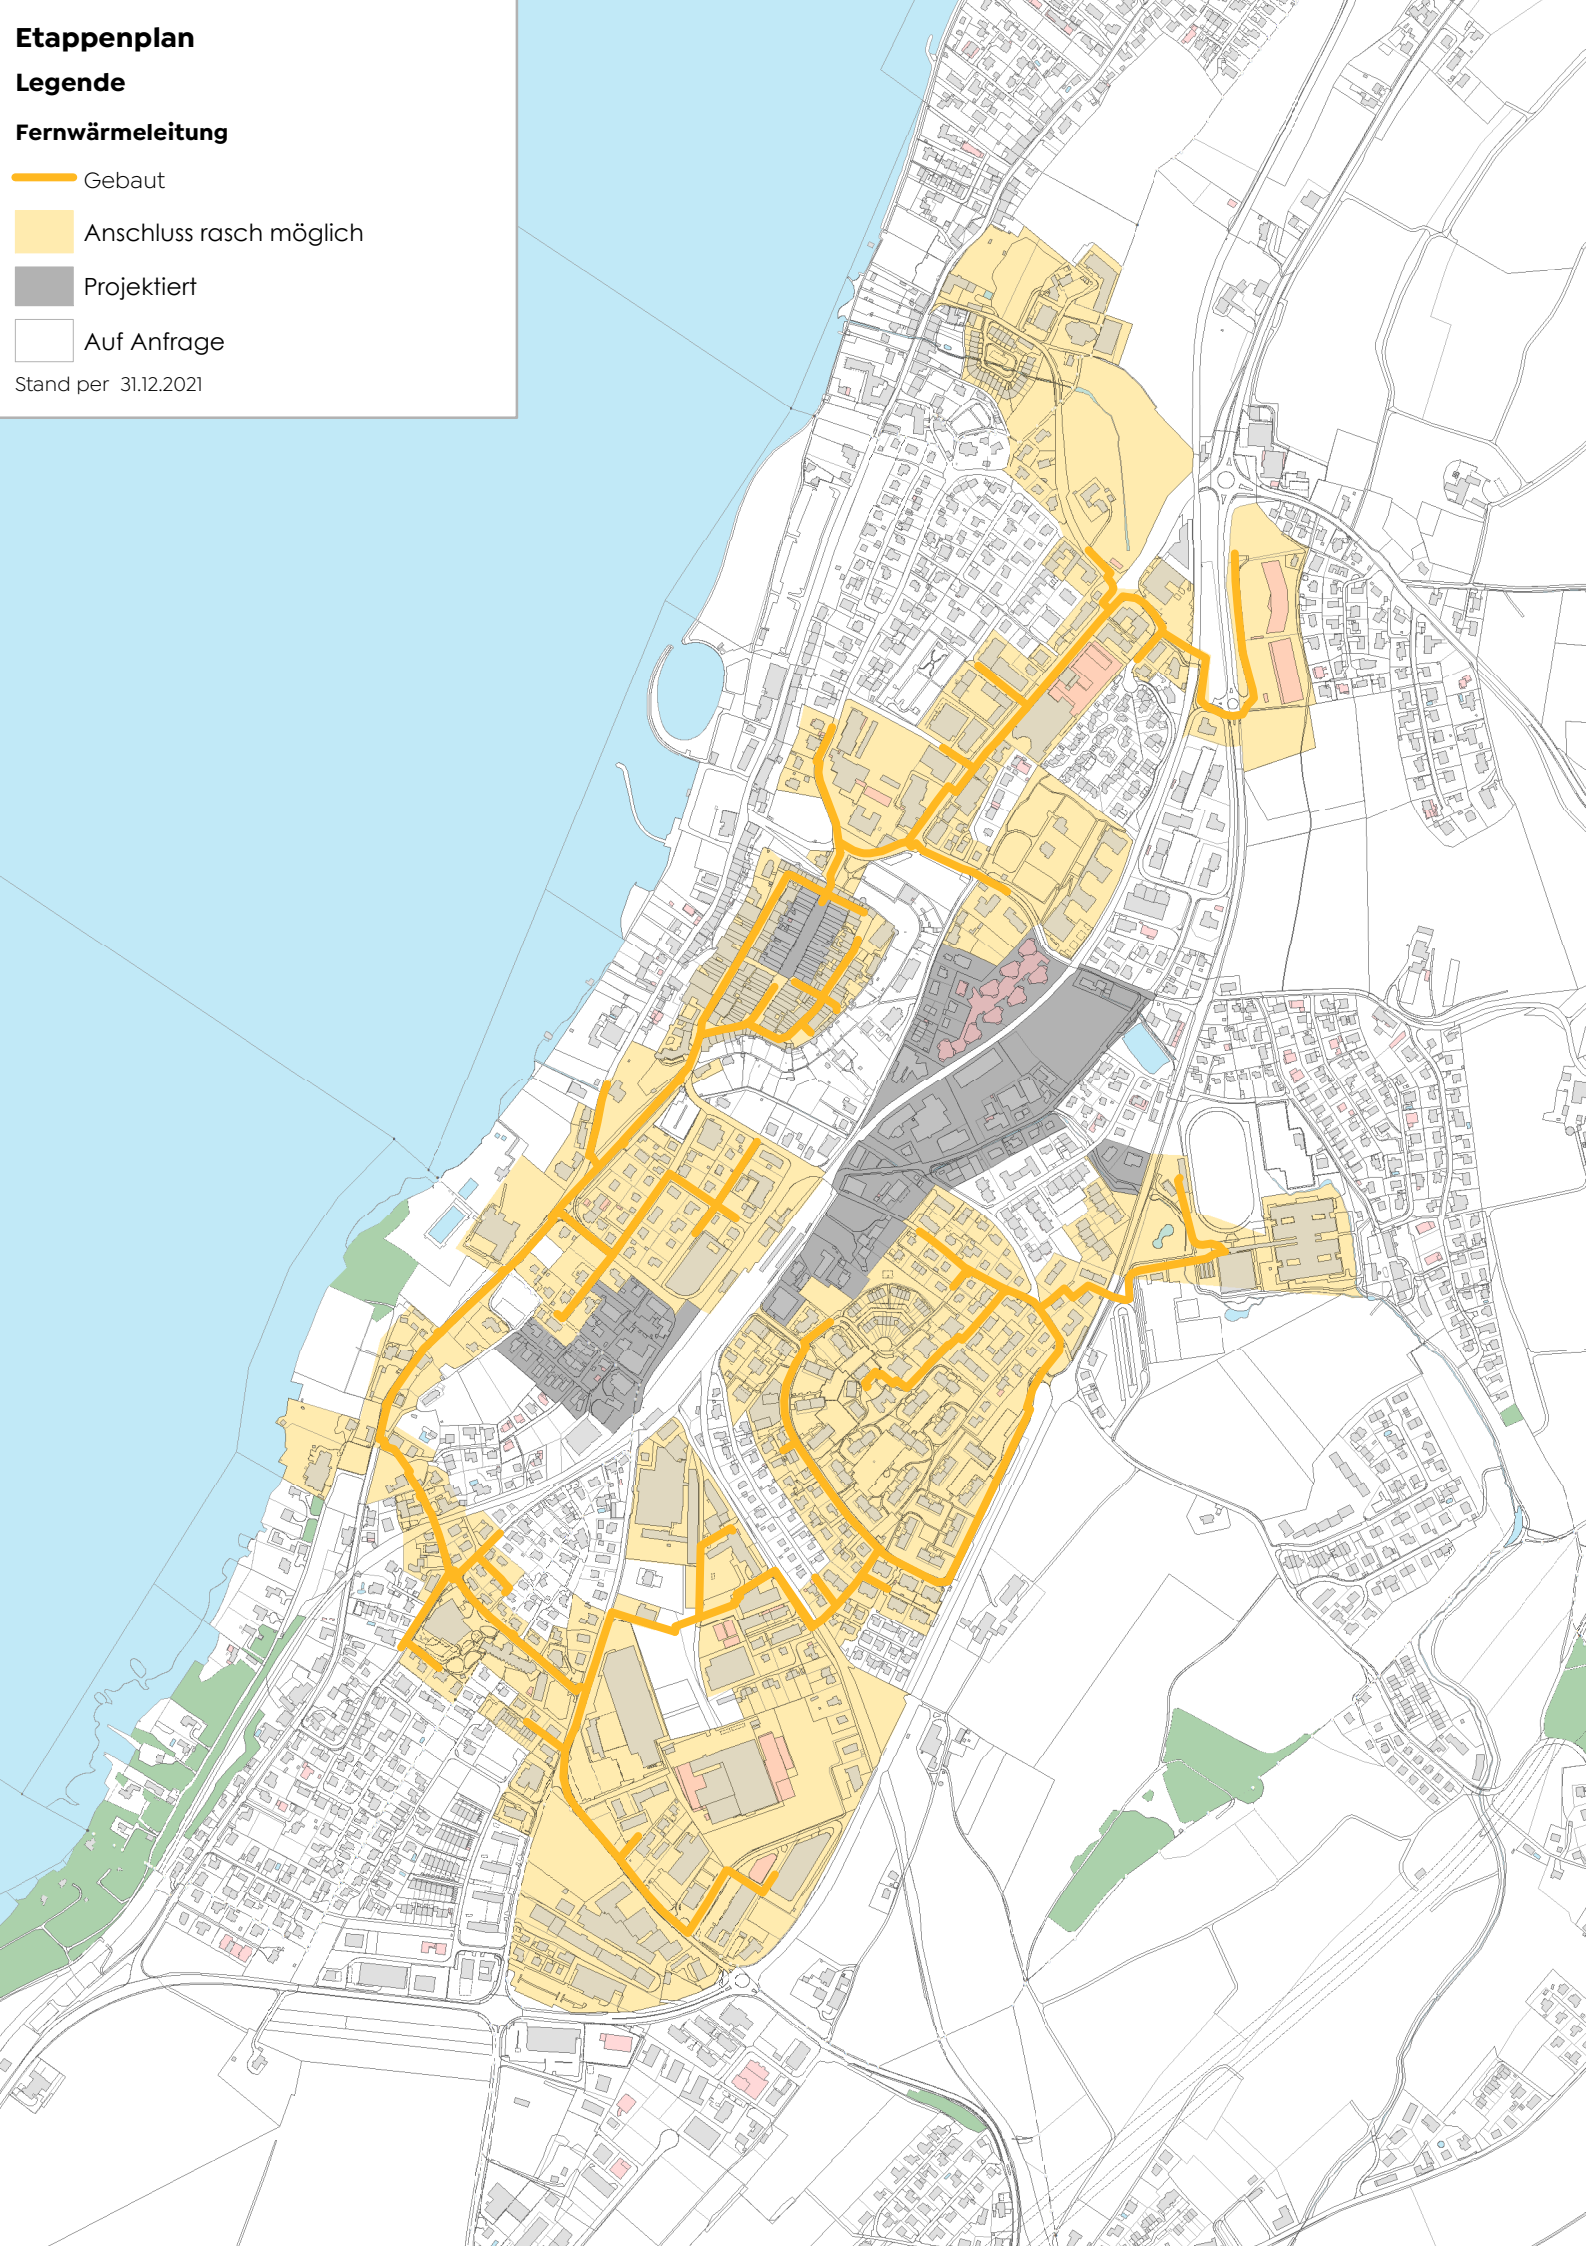 Etappenplan
Legende
Fernwärmeleitung
Gebaut
Anschluss rasch möglich
Projektiert
Auf Anfrage
Stand per 31.12.2021